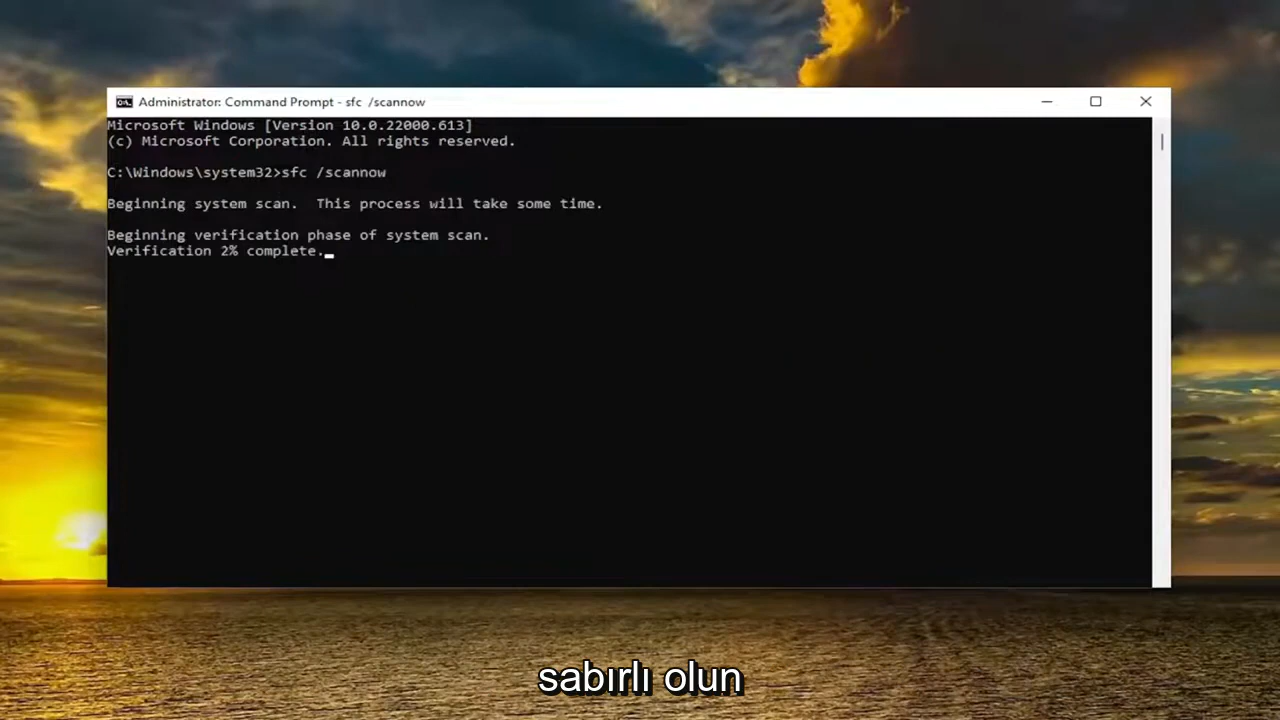 Administrator: Command Prompt - sfc  /scannow
Microsoft Windows [Version 10.0.22000.613]
(c) Microsoft Corporation. All rights reserved.
C:\Windows\system32>sfc /scannow
Beginning system scan.  This process will take some time.
Beginning verification phase of system scan.
Verification 2% complete.
sabırlı olun